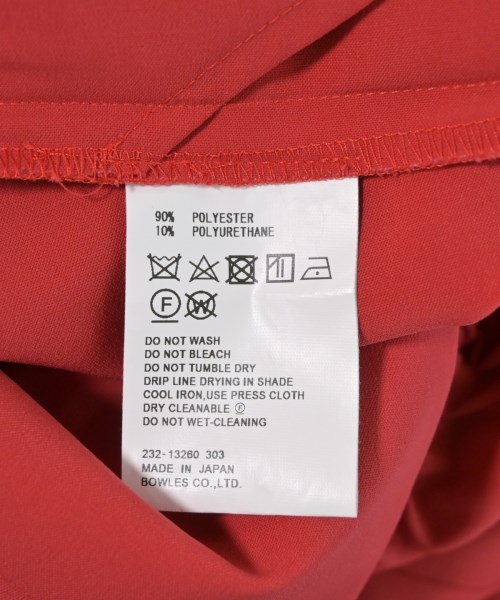 90% POLYESTER
10% POLYURETHANE
F W
DO NOT WASH
DO NOT BLEACH
DO NOT TUMBLE DRY
DRIP LINE DRYING IN SHADE
COOL IRON,USE PRESS CLOTH
DRY CLEANABLE Ⓕ
DO NOT WET-CLEANING
232-13260 303
MADE IN JAPAN
BOWLES CO.,LTD.